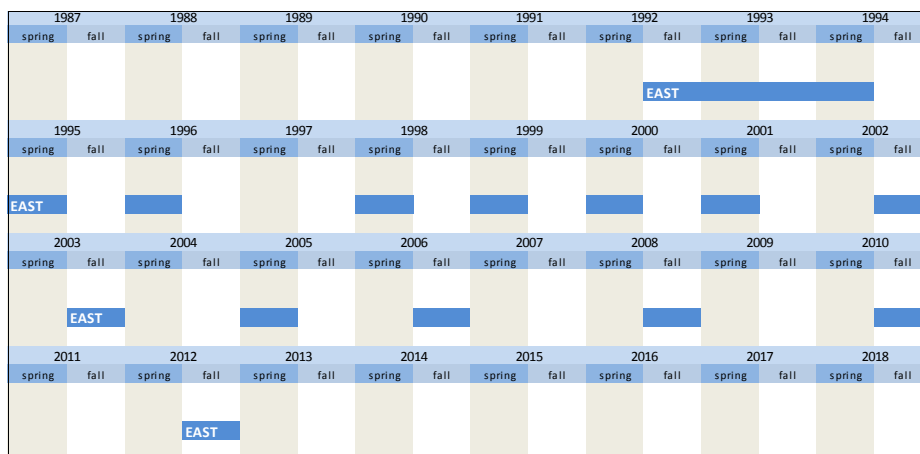 1987 1988 1989 1990 1991 1992 1993 1994
spring fall spring fall spring fall spring fall spring fall spring fall spring fall spring fall
EAST
1995 1996 1997 1998 1999 2000 2001 2002
spring fall spring fall spring fall spring fall spring fall spring fall spring fall spring fall
EAST
2003 2004 2005 2006 2007 2008 2009 2010
spring fall spring fall spring fall spring fall spring fall spring fall spring fall spring fall
EAST
2011 2012 2013 2014 2015 2016 2017 2018
spring fall spring fall spring fall spring fall spring fall spring fall spring fall spring fall
EAST